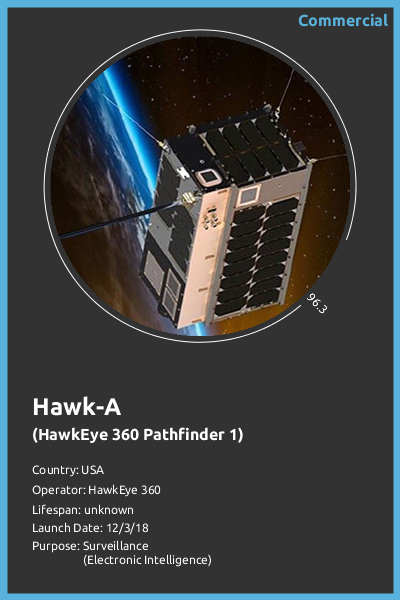 Commercial
96.3
Hawk-A
(HawkEye 360 Pathfinder 1)
Country: USA
Operator: HawkEye 360
Lifespan: unknown
Launch Date: 12/3/18
Purpose: Surveillance
(Electronic Intelligence)